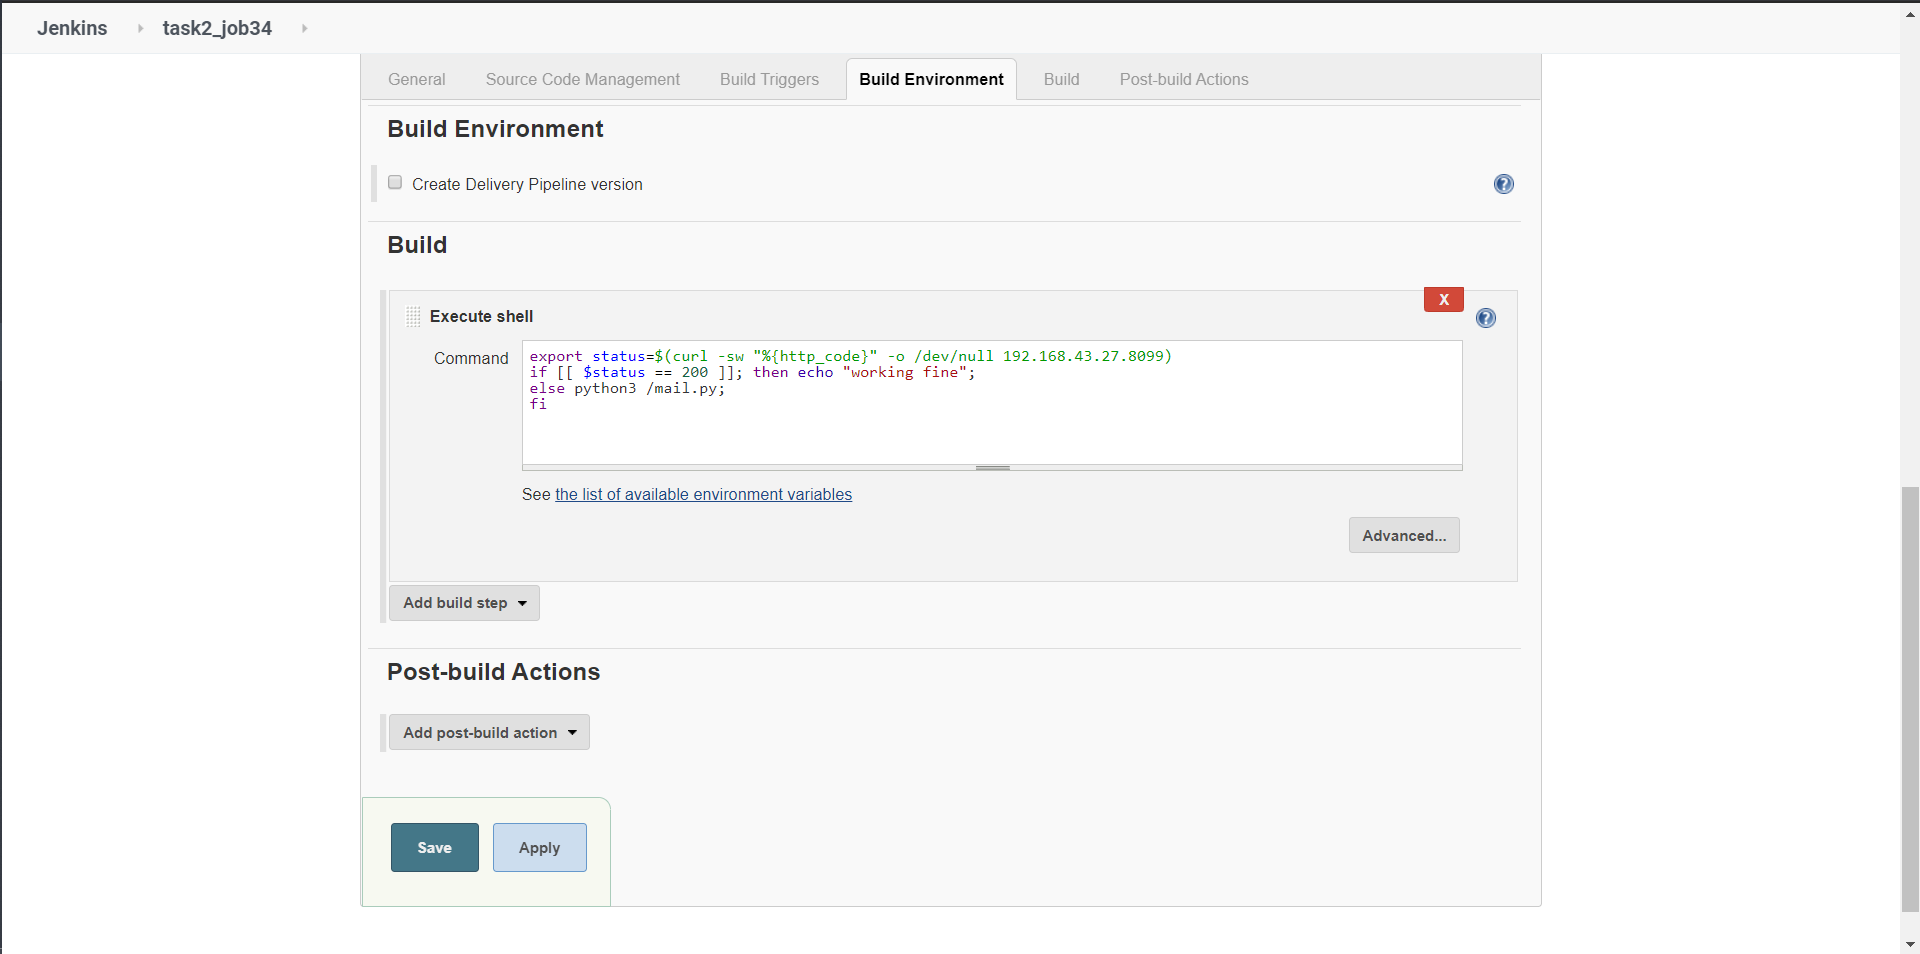 Jenkins task2_job34
General Source Code Management Build Triggers Build Environment Build Post-build Actions
Build Environment
Create Delivery Pipeline version
?
Build
X
Execute shell
?
Command
export status=$(curl -sw "%{http_code}" -o /dev/null 192.168.43.27.8099)
if [[ $status == 200 ]]; then echo "working fine";
else python3 /mail.py;
fi
See the list of available environment variables
Advanced...
Add build step
Post-build Actions
Add post-build action
Save Apply